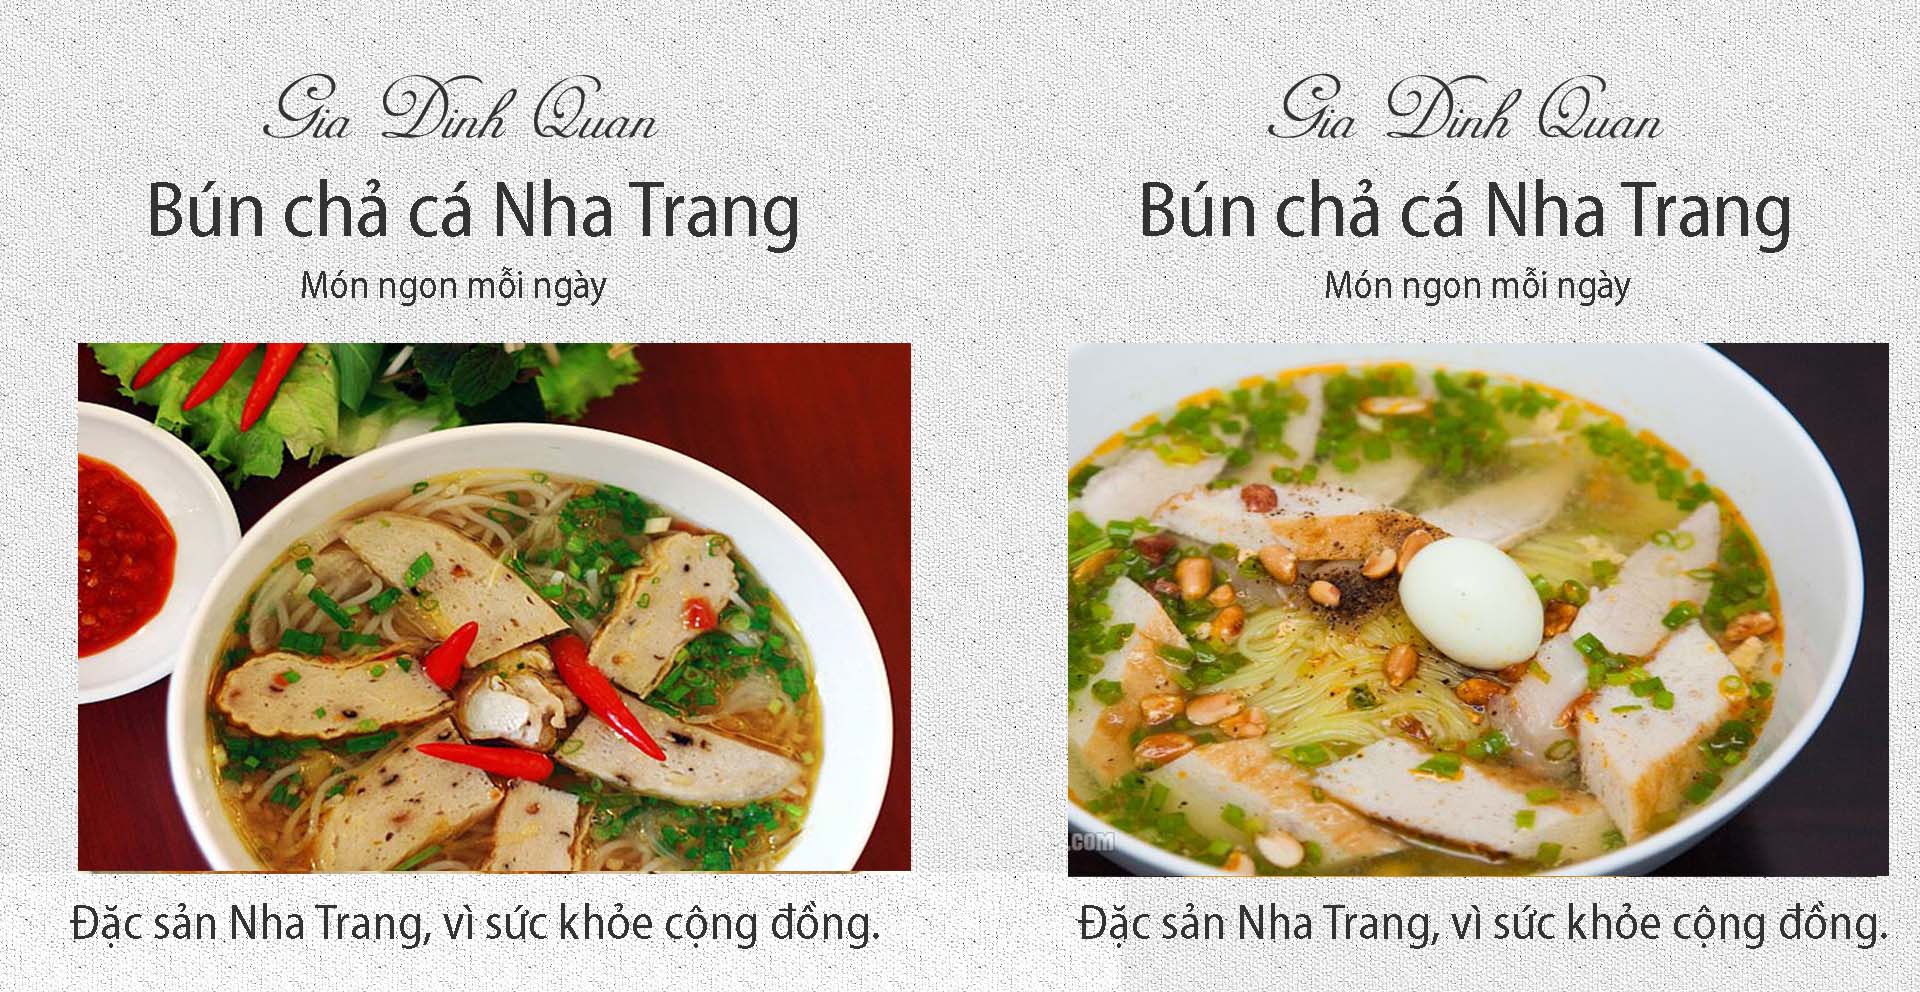 Gia Dinh Quan
Bún chả cá Nha Trang
Món ngon mỗi ngày
Đặc sản Nha Trang, vì sức khỏe cộng đồng.
Gia Dinh Quan
Bún chả cá Nha Trang
Món ngon mỗi ngày
.com
Đặc sản Nha Trang, vì sức khỏe cộng đồng.